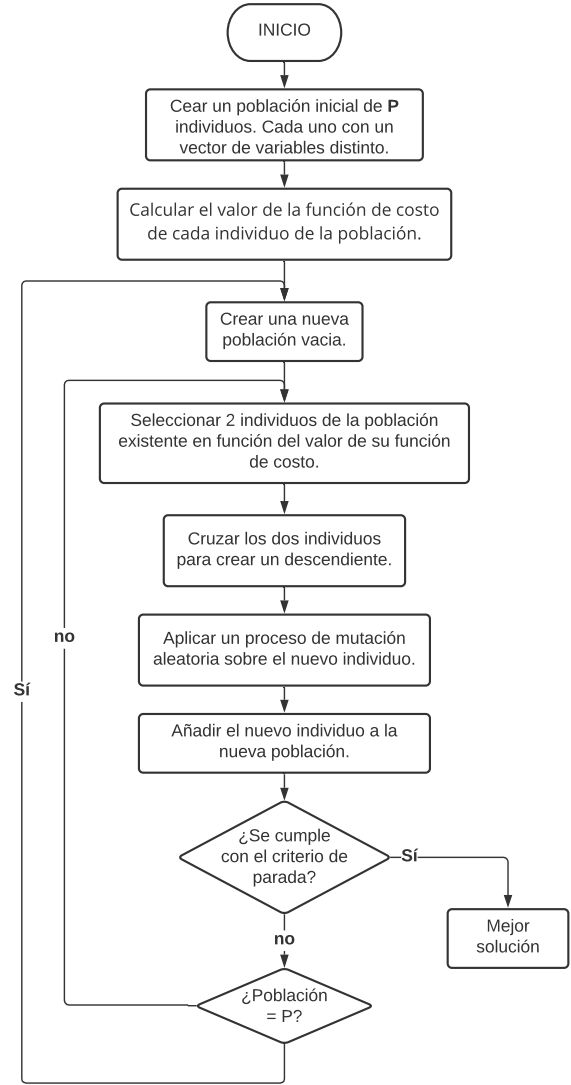 INICIO
Cear un población inicial de P
individuos. Cada uno con un
vector de variables distinto.
Calcular el valor de la función de costo
de cada individuo de la población.
Crear una nueva
población vacia.
Seleccionar 2 individuos de la población
existente en función del valor de su función
de costo.
Cruzar los dos individuos
para crear un descendiente.
no
Aplicar un proceso de mutación
aleatoria sobre el nuevo individuo.
Sí
Añadir el nuevo individuo a la
nueva población.
¿Se cumple
con el criterio de
parada?
Sí
Mejor
solución
no
¿Población
= P?